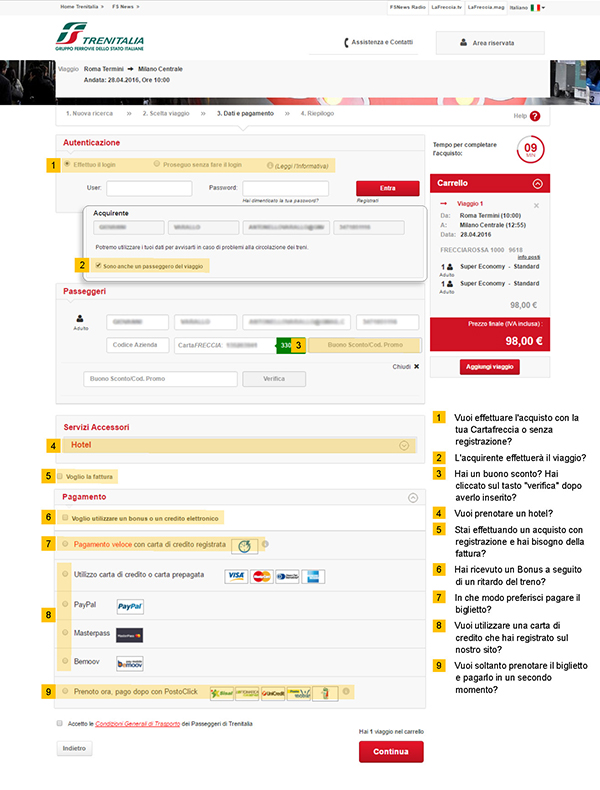 Home Trenitalia > FS News >
FSNews Radio LaFreccia.tv LaFreccia.mag Italiano
TRENITALIA
GRUPPO FERROVIE DELLO STATO ITALIANE
Assistenza e Contatti
Area riservata
Viaggio Roma Termini → Milano Centrale
Andata: 28.04.2016, Ore 10:00
1. Nuova ricerca » 2. Scelta viaggio » 3. Dati e pagamento » 4. Riepilogo
Help ?
Autenticazione
1 Effettuo il login Proseguo senza fare il login (Leggi l'Informativa)
User: Password: Entra
Hai dimenticato la tua password? Registrati
Acquirente
Potremo utilizzare i tuoi dati per avvisarti in caso di problemi alla circolazione dei treni.
2 Sono anche un passeggero del viaggio
Passeggeri
Adulto
Codice Azienda CartaFRECCIA: 330 3 Buono Sconto/Cod. Promo
Chiudi ✖
Buono Sconto/Cod. Promo Verifica
Servizi Accessori
4 Hotel
5 Voglio la fattura
Pagamento
6 Voglio utilizzare un bonus o un credito elettronico
7 Pagamento veloce con carta di credito registrata
Utilizzo carta di credito o carta prepagata VISA
8
PayPal PayPal
Masterpass
Bemoov bemoov
9 Prenoto ora, pago dopo con PostoClick Sisal UniCredit
Accetto le Condizioni Generali di Trasporto dei Passeggeri di Trenitalia
Hai 1 viaggio nel carrello
Indietro Continua
Tempo per completare
l'acquisto:
09
MIN
Carrello
→ Viaggio 1
Da: Roma Termini (10:00)
A: Milano Centrale (12:55)
Data: 28.04.2016
FRECCIAROSSA 1000 9618
info posti
1 Super Economy - Standard
Adulto
1 Super Economy - Standard
Adulto
98,00 €
Prezzo finale (IVA inclusa) :
98,00 €
Aggiungi viaggio
1 Vuoi effettuare l'acquisto con la
tua Cartafreccia o senza
registrazione?
2 L'acquirente effettuerà il viaggio?
3 Hai un buono sconto? Hai
cliccato sul tasto "verifica" dopo
averlo inserito?
4 Vuoi prenotare un hotel?
5 Stai effettuando un acquisto con
registrazione e hai bisogno della
fattura?
6 Hai ricevuto un Bonus a seguito
di un ritardo del treno?
7 In che modo preferisci pagare il
biglietto?
8 Vuoi utilizzare una carta di
credito che hai registrato sul
nostro sito?
9 Vuoi soltanto prenotare il biglietto
e pagarlo in un secondo
momento?